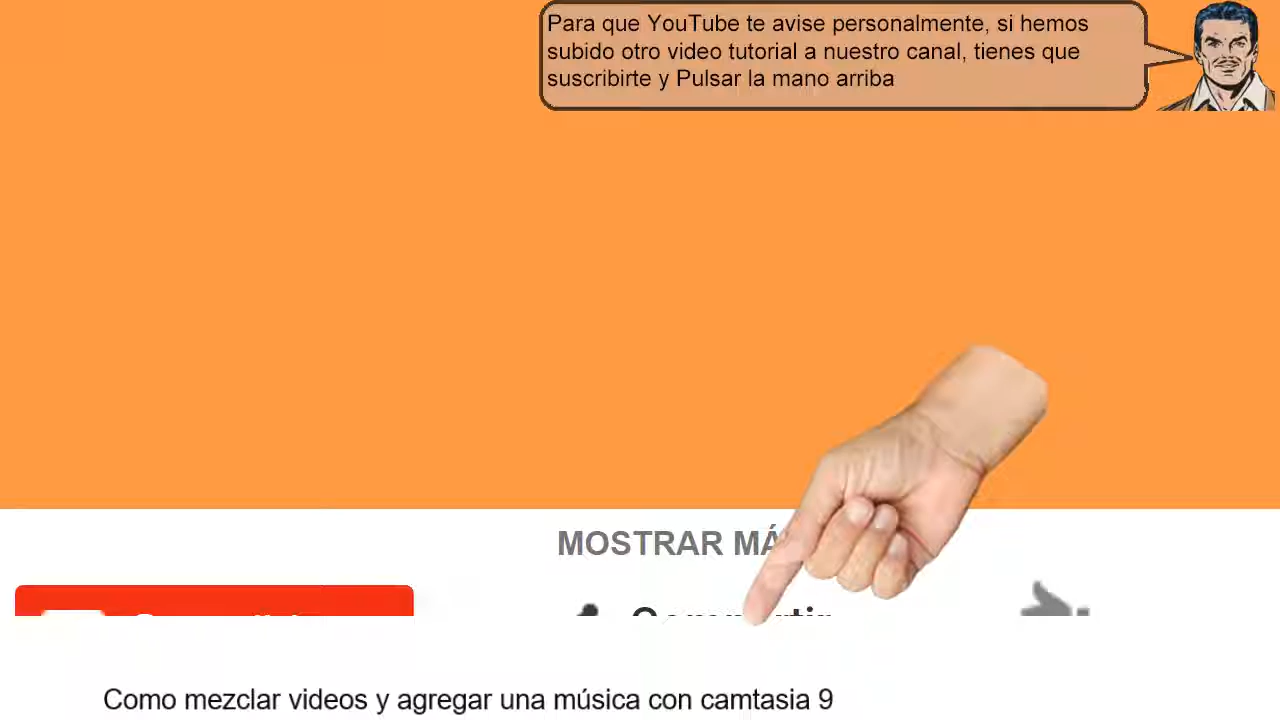 Para que YouTube te avise personalmente, si hemos
subido otro video tutorial a nuestro canal, tienes que
suscribirte y Pulsar la mano arriba
MOSTRAR MÁ
Compartir
Como mezclar videos y agregar una música con camtasia 9